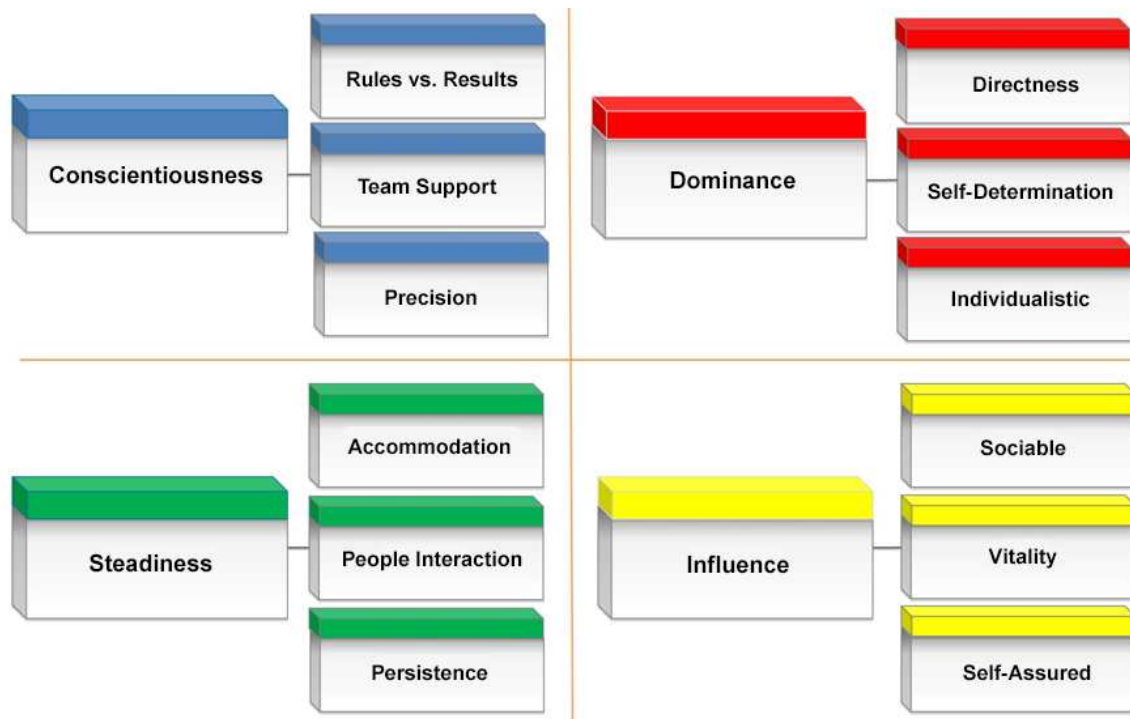 Conscientiousness
Rules vs. Results
Team Support
Precision
Dominance
Directness
Self-Determination
Individualistic
Steadiness
Accommodation
People Interaction
Persistence
Influence
Sociable
Vitality
Self-Assured